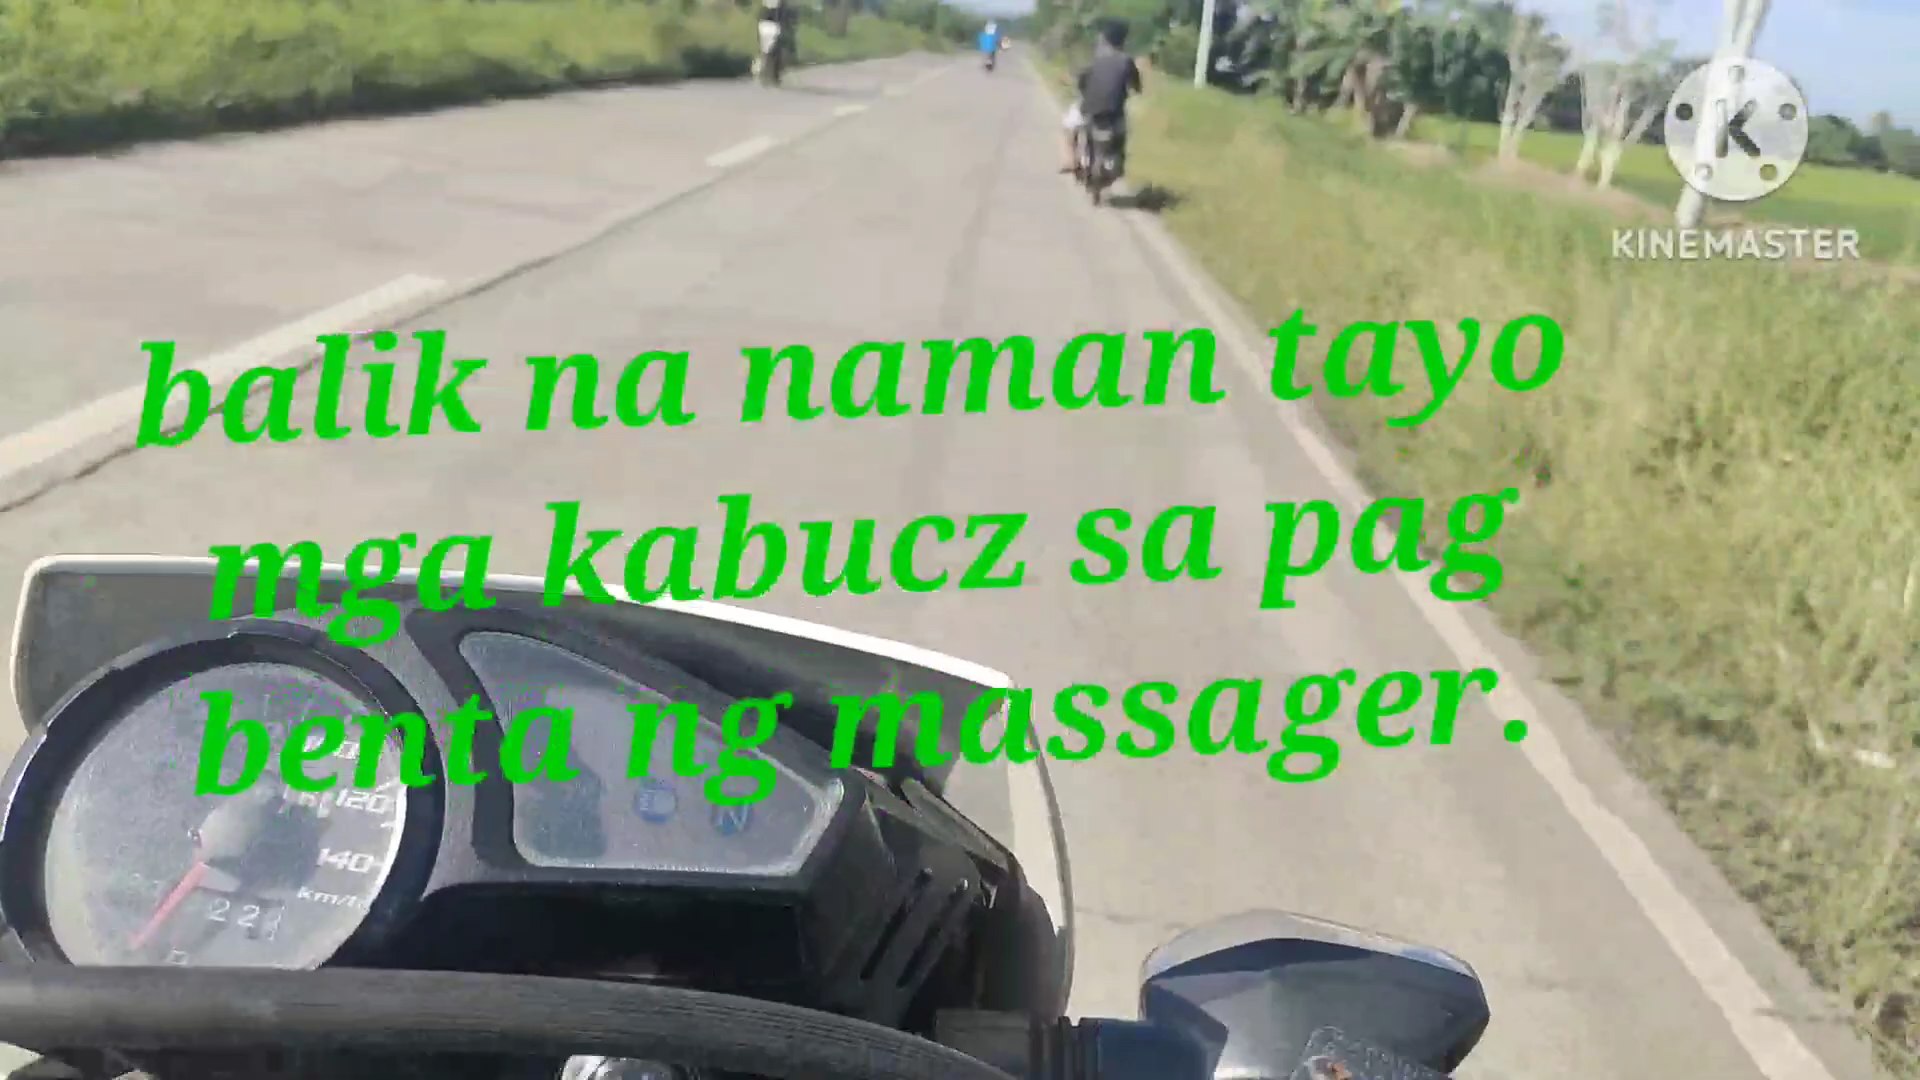 K
KINEMASTER
balik na naman tayo
mga kabucz sa pag
benta ng massager.
120
140
km/h
N